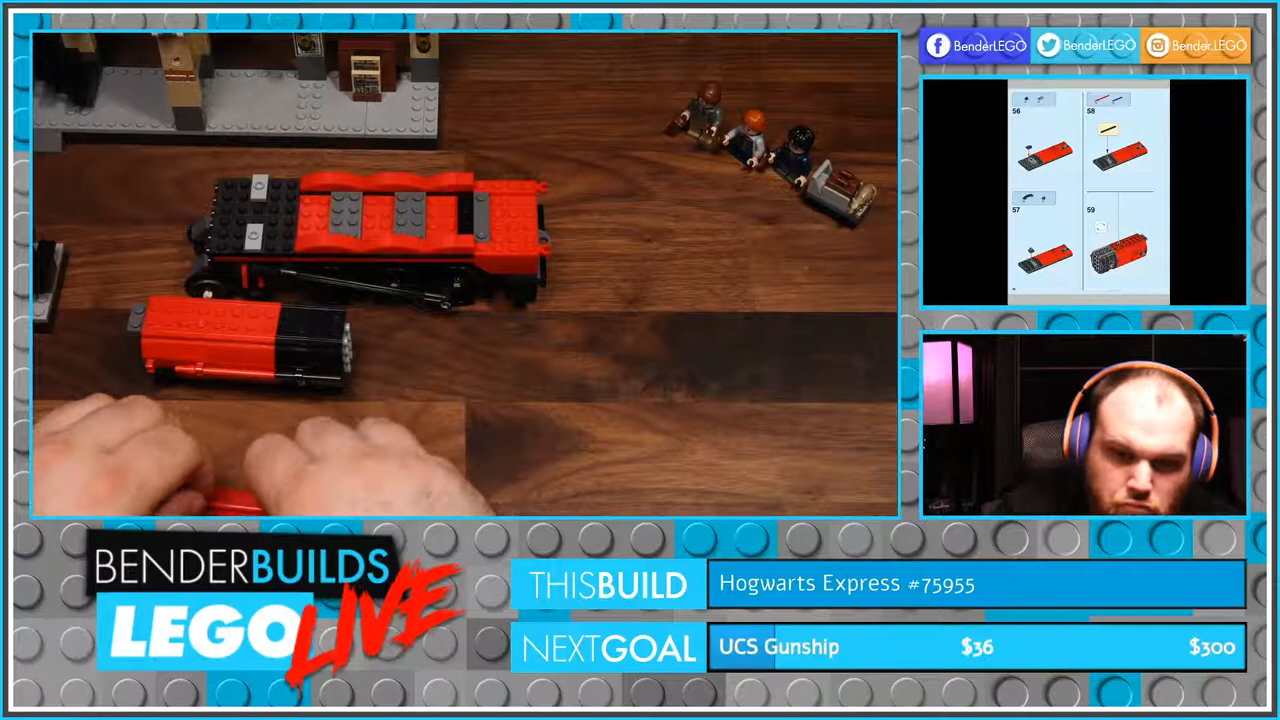 BenderLEGO
BenderLEGO
Bender.LEGO
56
58
57
59
BENDERBUILDS
LEGO
LIVE
THISBUILD
Hogwarts Express #75955
NEXTGOAL
UCS Gunship
$36
$300